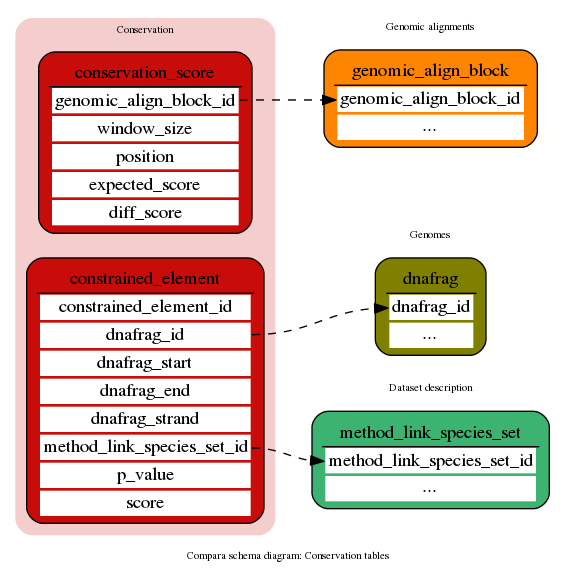 Conservation
conservation_score
genomic_align_block_id
window_size
position
expected_score
diff_score
constrained_element
constrained_element_id
dnafrag_id
dnafrag_start
dnafrag_end
dnafrag_strand
method_link_species_set_id
p_value
score
Genomic alignments
genomic_align_block
genomic_align_block_id
...
Genomes
dnafrag
dnafrag_id
...
Dataset description
method_link_species_set
method_link_species_set_id
...
Compara schema diagram: Conservation tables